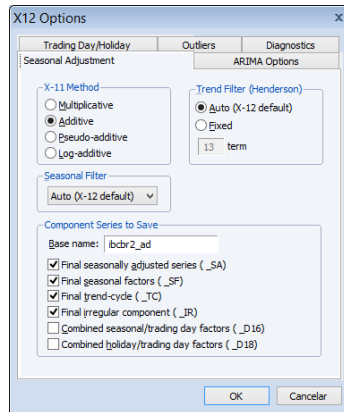 X12 Options
x
Trading Day/Holiday Outliers Diagnostics
Seasonal Adjustment ARIMA Options
X-11 Method
Multiplicative
Additive
Pseudo-additive
Log-additive
Trend Filter (Henderson)
Auto (X-12 default)
Fixed
13 term
Seasonal Filter
Auto (X-12 default)
Component Series to Save
Base name: ibcbr2_ad
Final seasonally adjusted series ( _SA)
Final seasonal factors ( _SF)
Final trend-cycle ( _TC)
Final irregular component ( _IR)
Combined seasonal/trading day factors ( _D16)
Combined holiday/trading day factors ( _D18)
OK Cancelar